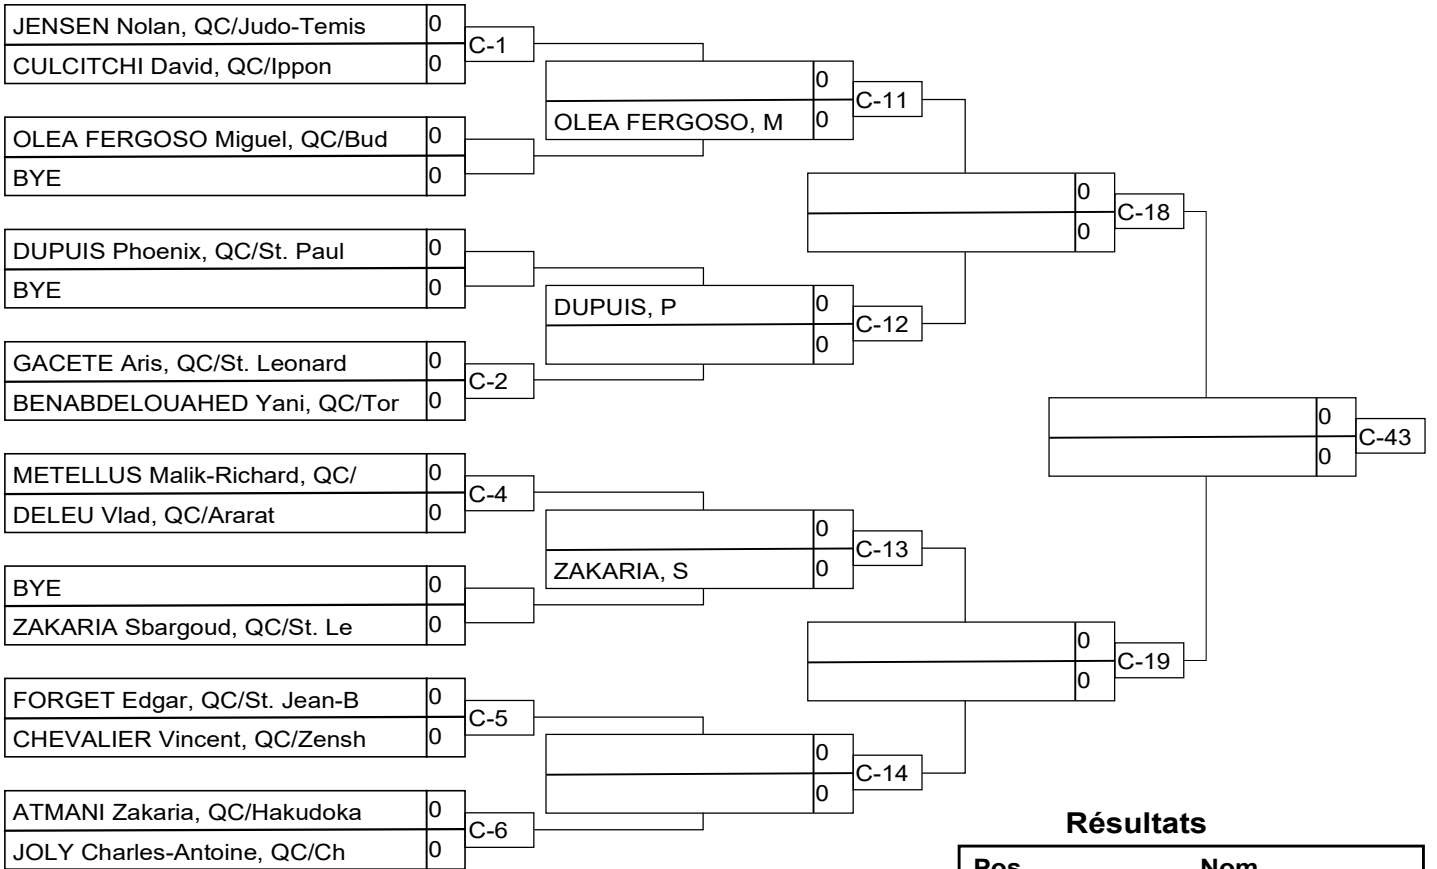 JENSEN Nolan, QC/Judo-Temis 0
CULCITCHI David, QC/Ippon 0
C-1
OLEA FERGOSO Miguel, QC/Bud 0
BYE 0
DUPUIS Phoenix, QC/St. Paul 0
BYE 0
GACETE Aris, QC/St. Leonard 0
BENABDELOUAHED Yani, QC/Tor 0
C-2
METELLUS Malik-Richard, QC/ 0
DELEU Vlad, QC/Ararat 0
C-4
BYE 0
ZAKARIA Sbargoud, QC/St. Le 0
FORGET Edgar, QC/St. Jean-B 0
CHEVALIER Vincent, QC/Zensh 0
C-5
ATMANI Zakaria, QC/Hakudoka 0
JOLY Charles-Antoine, QC/Ch 0
C-6
0
OLEA FERGOSO, M 0
C-11
DUPUIS, P 0
0
C-12
0
ZAKARIA, S 0
C-13
0
0
C-14
0
0
C-18
0
0
C-19
0
0
C-43
Résultats
Pos Nom